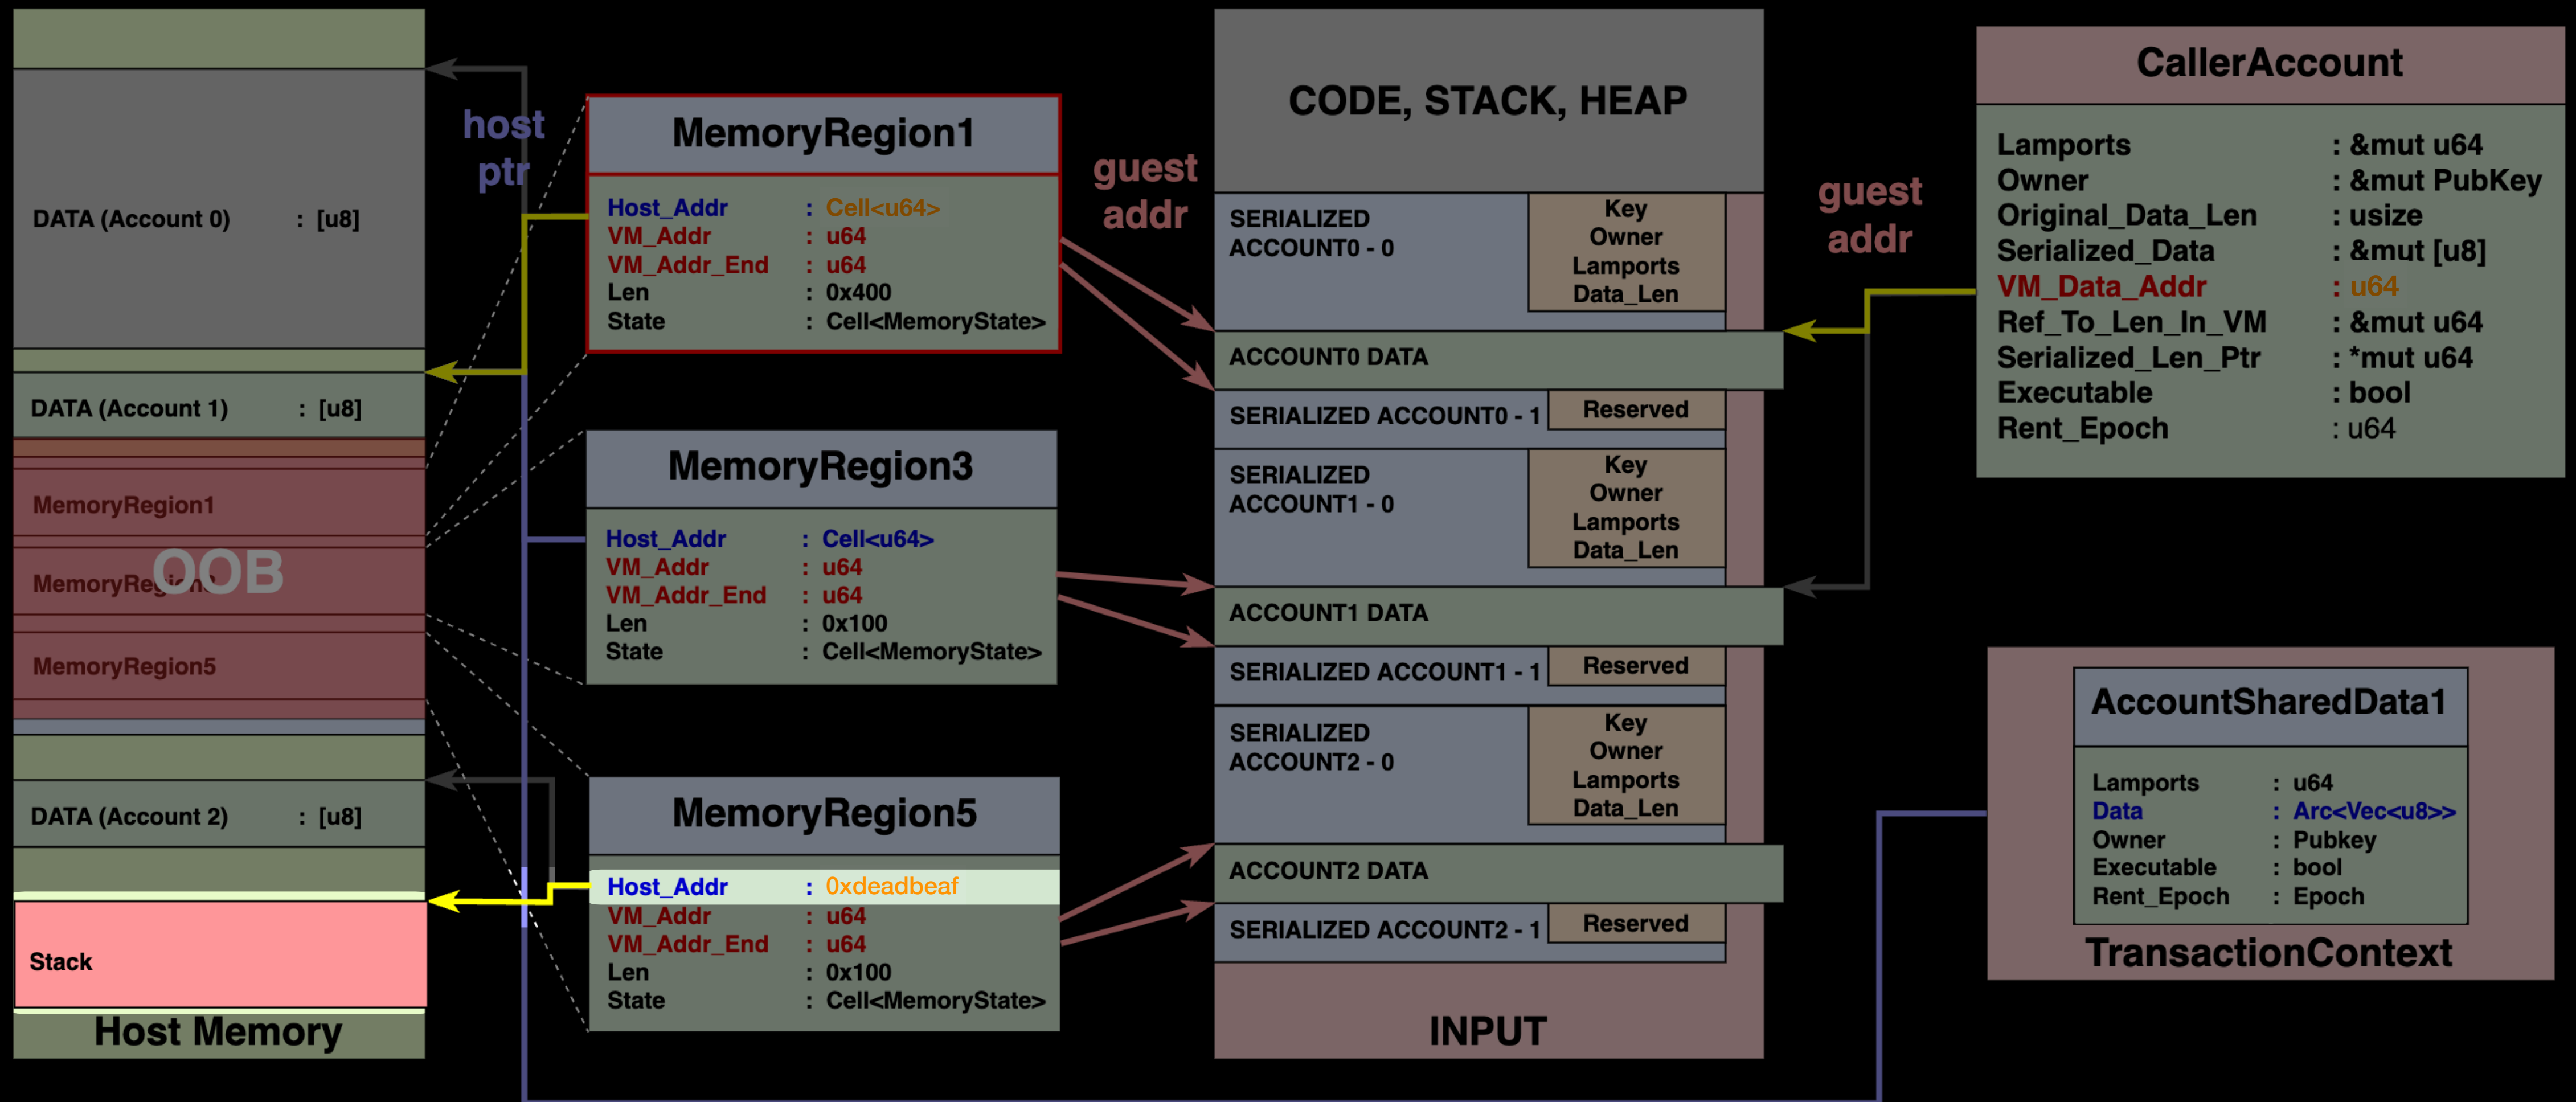 DATA (Account 0) : [u8]
DATA (Account 1) : [u8]
MemoryRegion1
OOB
MemoryRegion5
DATA (Account 2) : [u8]
Stack
Host Memory
host
ptr
MemoryRegion1
Host_Addr : Cell<u64>
VM_Addr : u64
VM_Addr_End : u64
Len : 0x400
State : Cell<MemoryState>
MemoryRegion3
Host_Addr : Cell<u64>
VM_Addr : u64
VM_Addr_End : u64
Len : 0x100
State : Cell<MemoryState>
MemoryRegion5
Host_Addr : 0xdeadbeaf
VM_Addr : u64
VM_Addr_End : u64
Len : 0x100
State : Cell<MemoryState>
guest
addr
CODE, STACK, HEAP
SERIALIZED
ACCOUNT0 - 0
Key
Owner
Lamports
Data_Len
ACCOUNT0 DATA
SERIALIZED ACCOUNT0 - 1
Reserved
SERIALIZED
ACCOUNT1 - 0
Key
Owner
Lamports
Data_Len
ACCOUNT1 DATA
SERIALIZED ACCOUNT1 - 1
Reserved
SERIALIZED
ACCOUNT2 - 0
Key
Owner
Lamports
Data_Len
ACCOUNT2 DATA
SERIALIZED ACCOUNT2 - 1
Reserved
INPUT
guest
addr
CallerAccount
Lamports : &mut u64
Owner : &mut PubKey
Original_Data_Len : usize
Serialized_Data : &mut [u8]
VM_Data_Addr : u64
Ref_To_Len_In_VM : &mut u64
Serialized_Len_Ptr : *mut u64
Executable : bool
Rent_Epoch : u64
AccountSharedData1
Lamports : u64
Data : Arc<Vec<u8>>
Owner : Pubkey
Executable : bool
Rent_Epoch : Epoch
TransactionContext